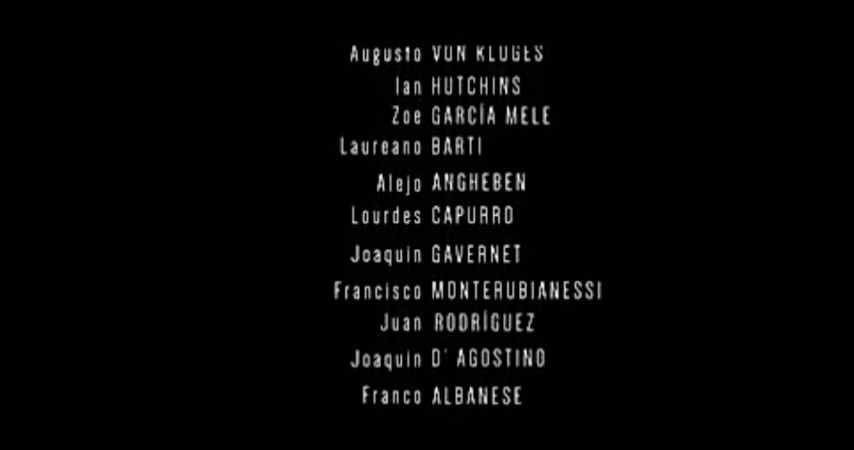 Augusto VON KLUGES
Ian HUTCHINS
Zoe GARCÍA MELE
Laureano BARTI
Alejo ANGHEBEN
Lourdes CAPURRO
Joaquin GAVERNET
Francisco MONTERUBIANESSI
Juan RODRÍGUEZ
Joaquin D' AGOSTINO
Franco ALBANESE